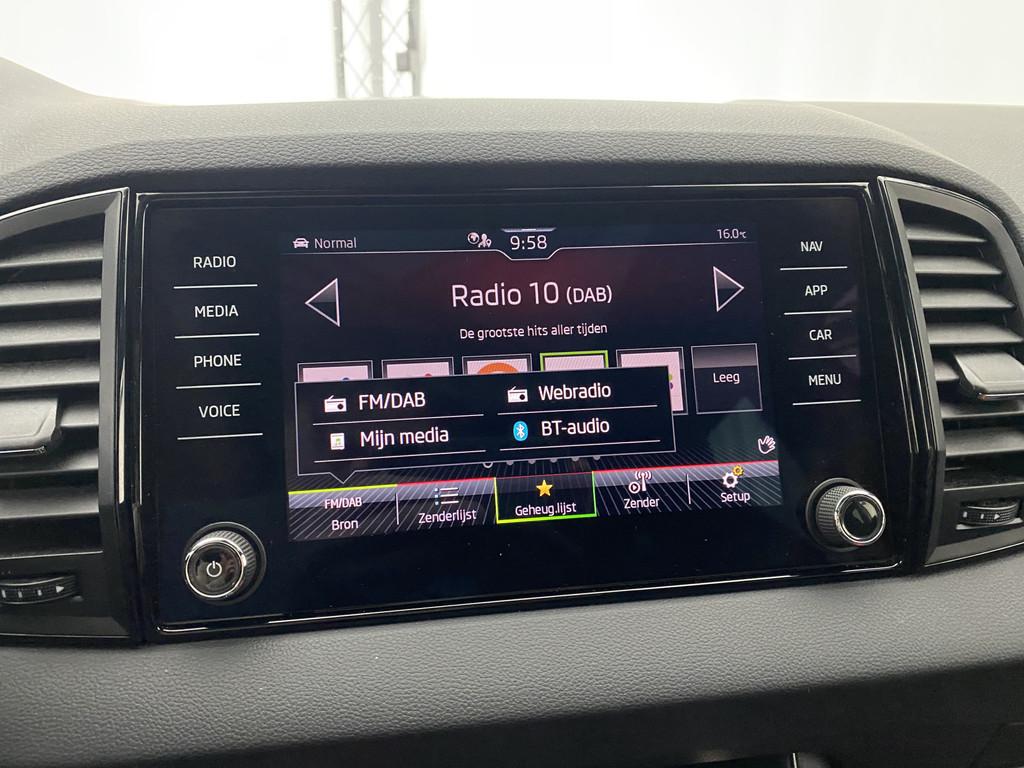 RADIO
MEDIA
PHONE
VOICE
Normal
9:58
16.0°C
Radio 10 (DAB)
De grootste hits aller tijden
Leeg
FM/DAB
Webradio
Mijn media
BT-audio
FM/DAB
Bron
Zenderlijst
Geheug.lijst
Zender
Setup
NAV
APP
CAR
MENU